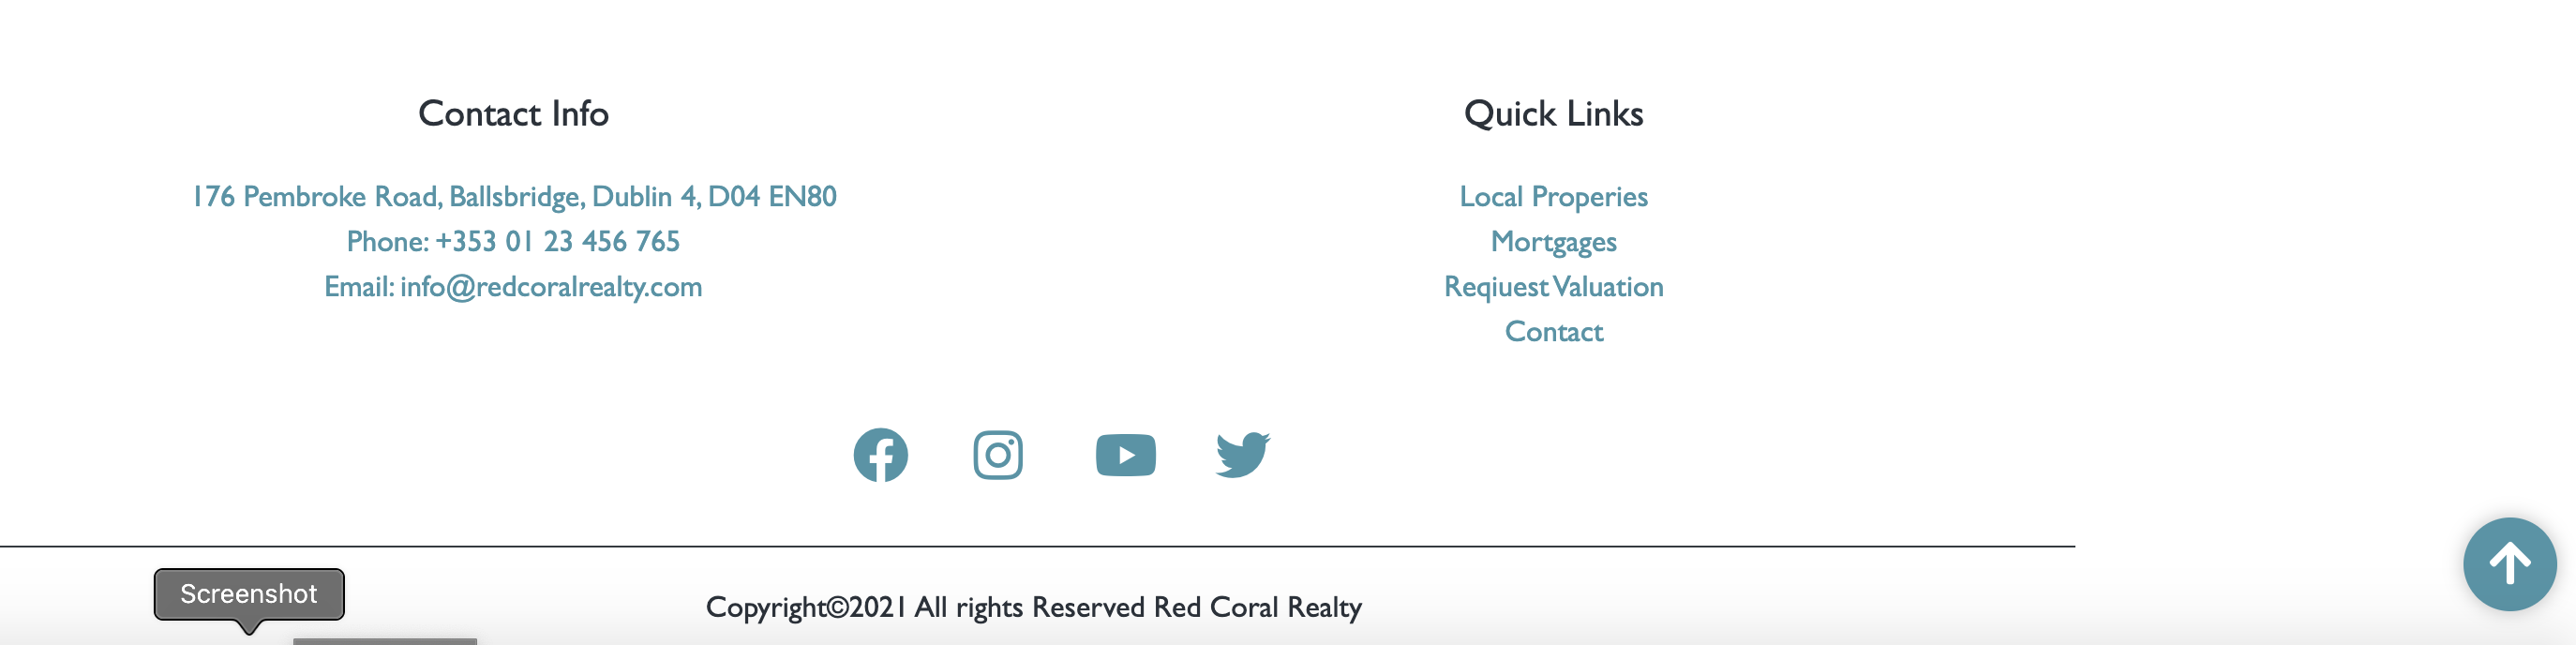 Contact Info
176 Pembroke Road, Ballsbridge, Dublin 4, D04 EN80
Phone: +353 01 23 456 765
Email: info@redcoralrealty.com
Quick Links
Local Properies
Mortgages
Reqiuest Valuation
Contact
Screenshot
Copyright©2021 All rights Reserved Red Coral Realty